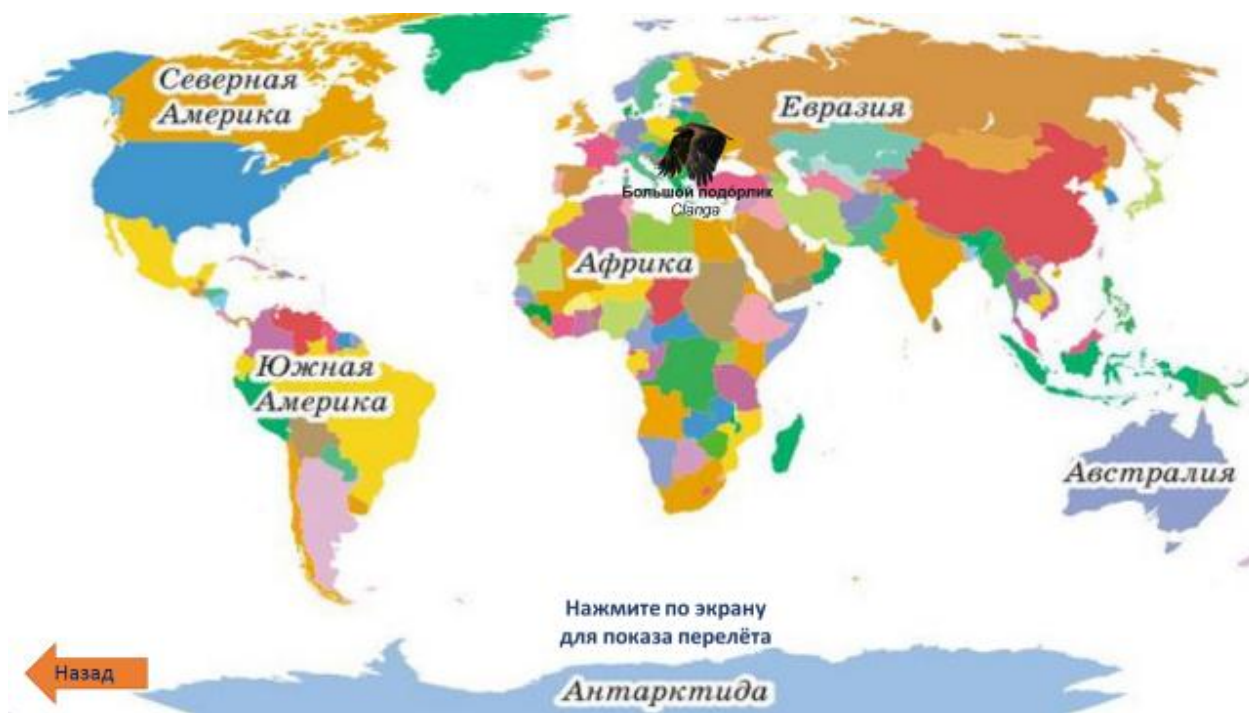 Северная
Америка
Евразия
Большой подорлик
Clanga
Африка
Южная
Америка
Австралия
Нажмите по экрану
для показа перелёта
Назад
Антарктида